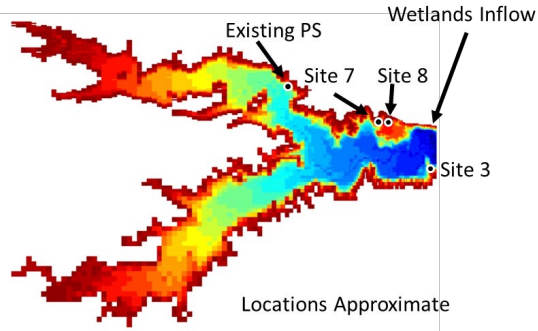 Wetlands Inflow
Existing PS
Site 7
Site 8
Site 3
Locations Approximate